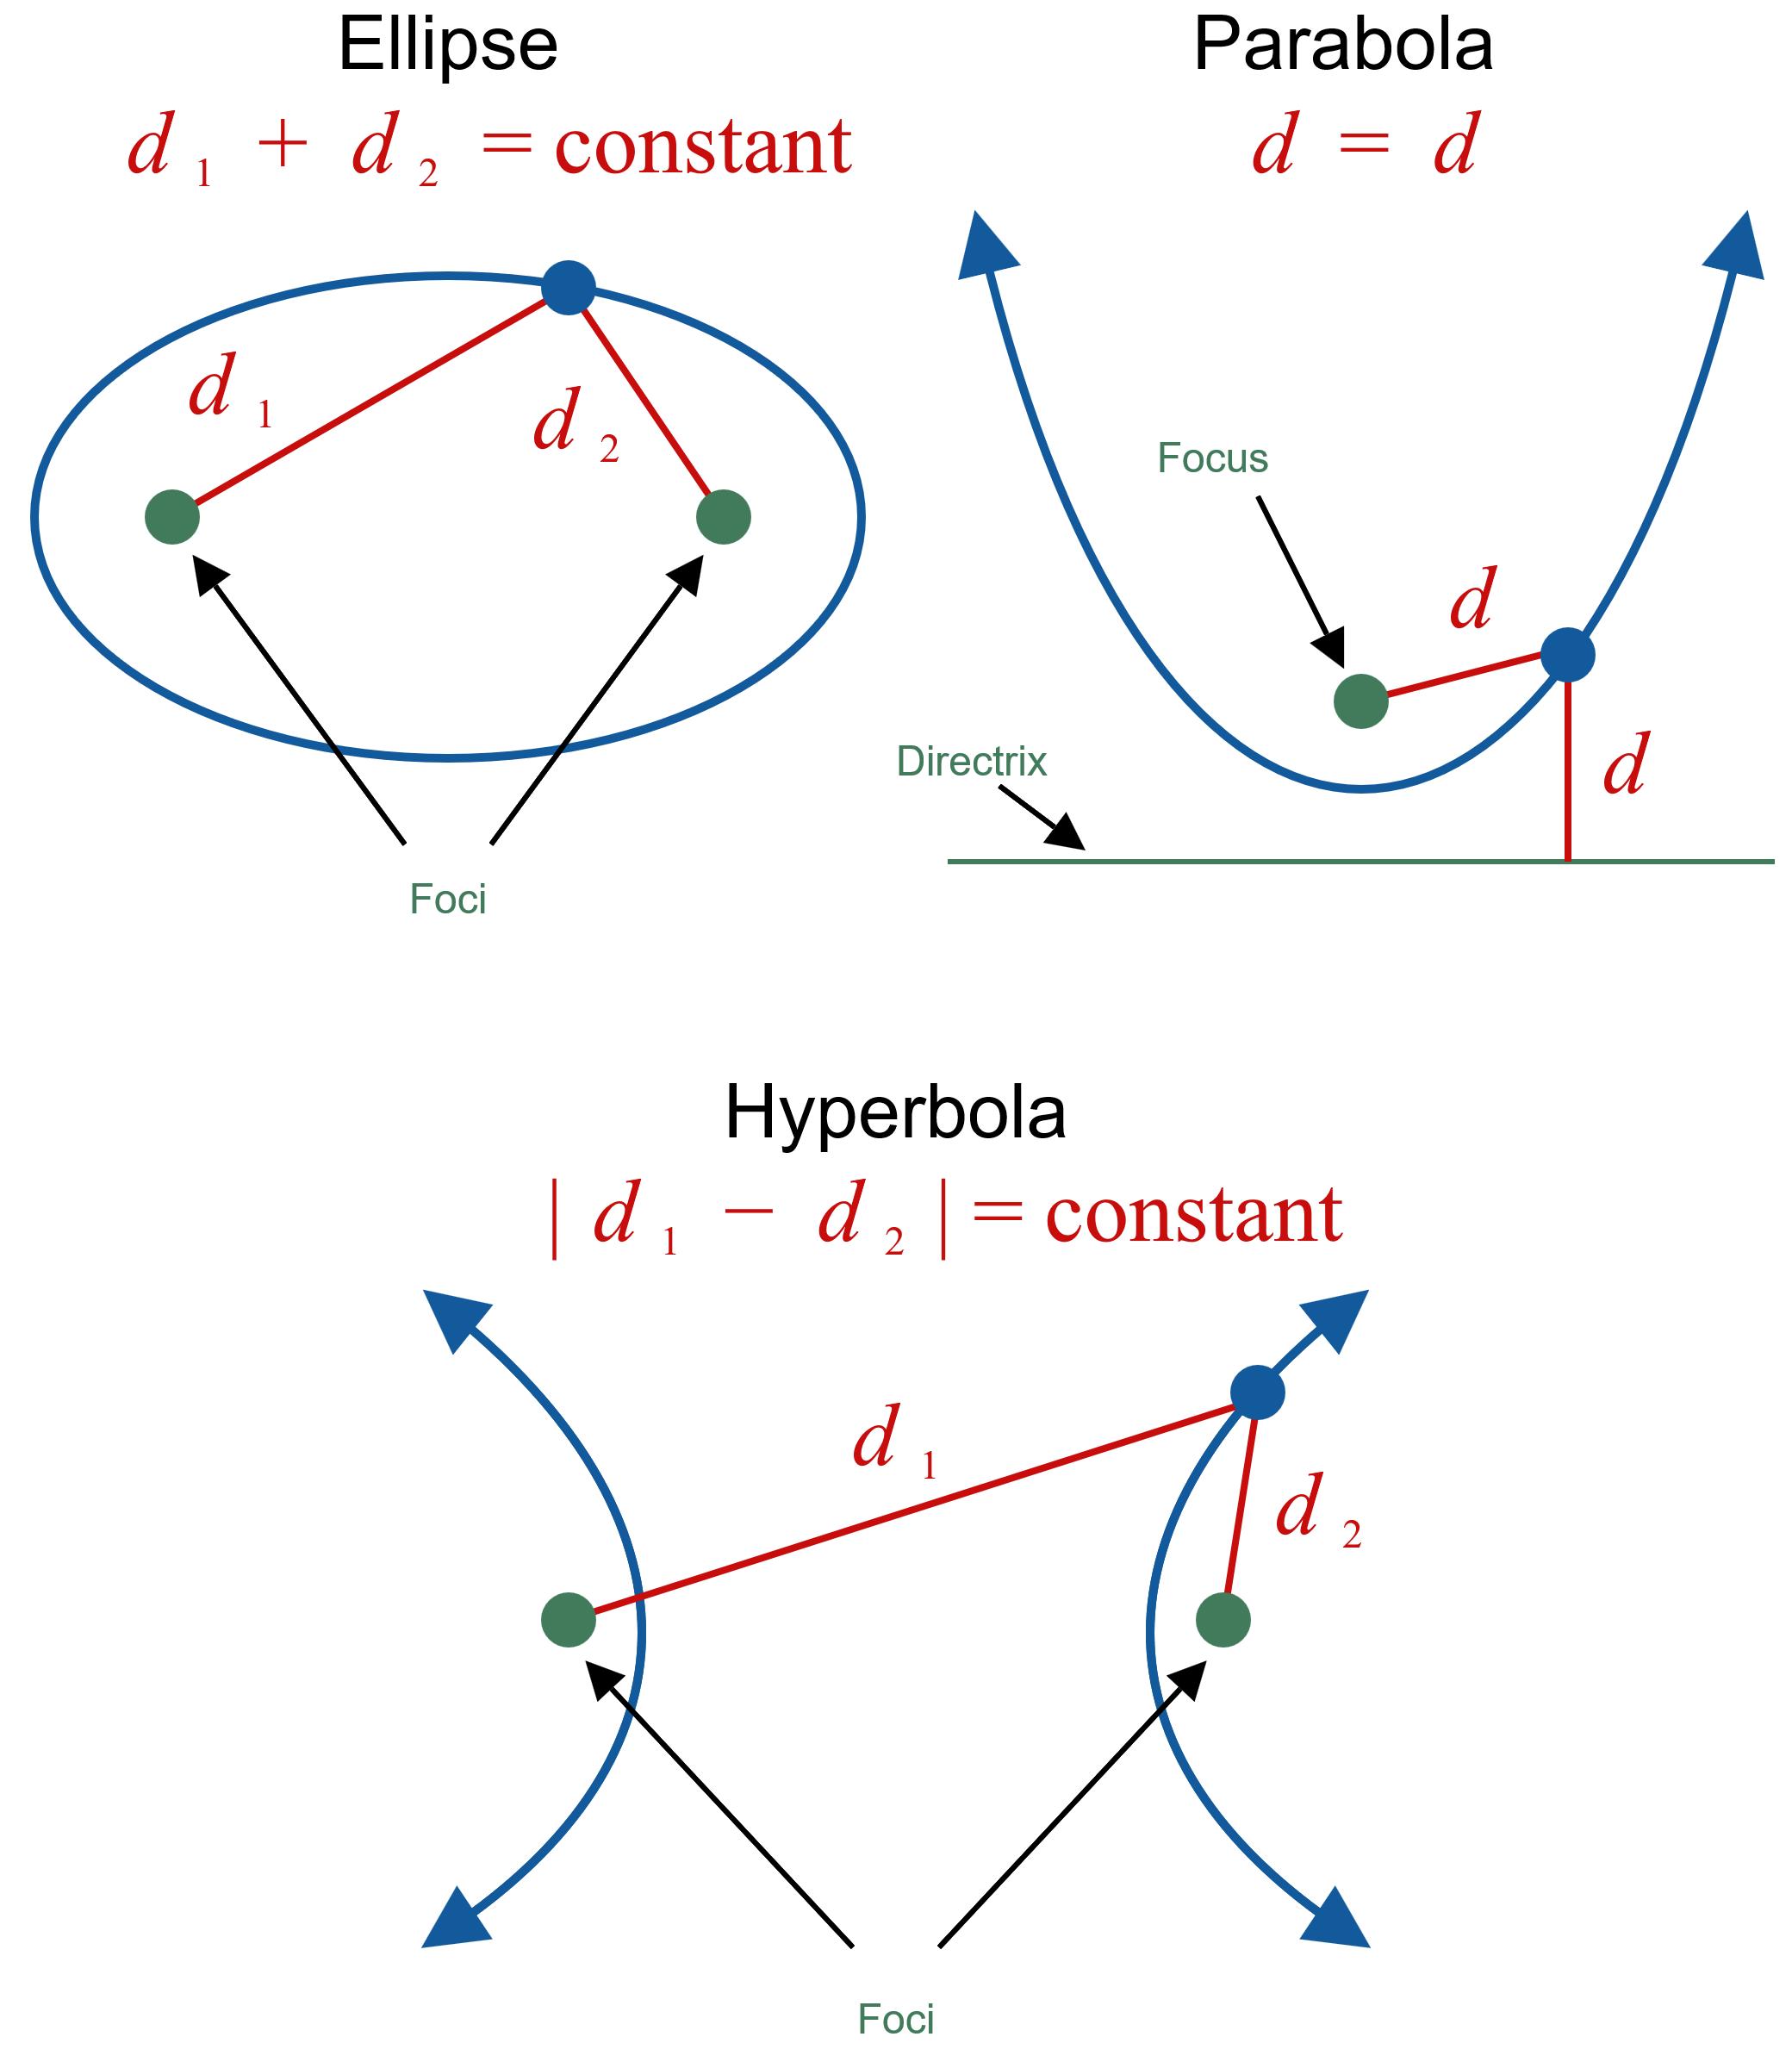 Ellipse
d 1 + d 2 = constant
d 1
d 2
Foci
Parabola
d = d
Focus
d
Directrix
d
Hyperbola
| d 1 − d 2 | = constant
d 1
d 2
Foci